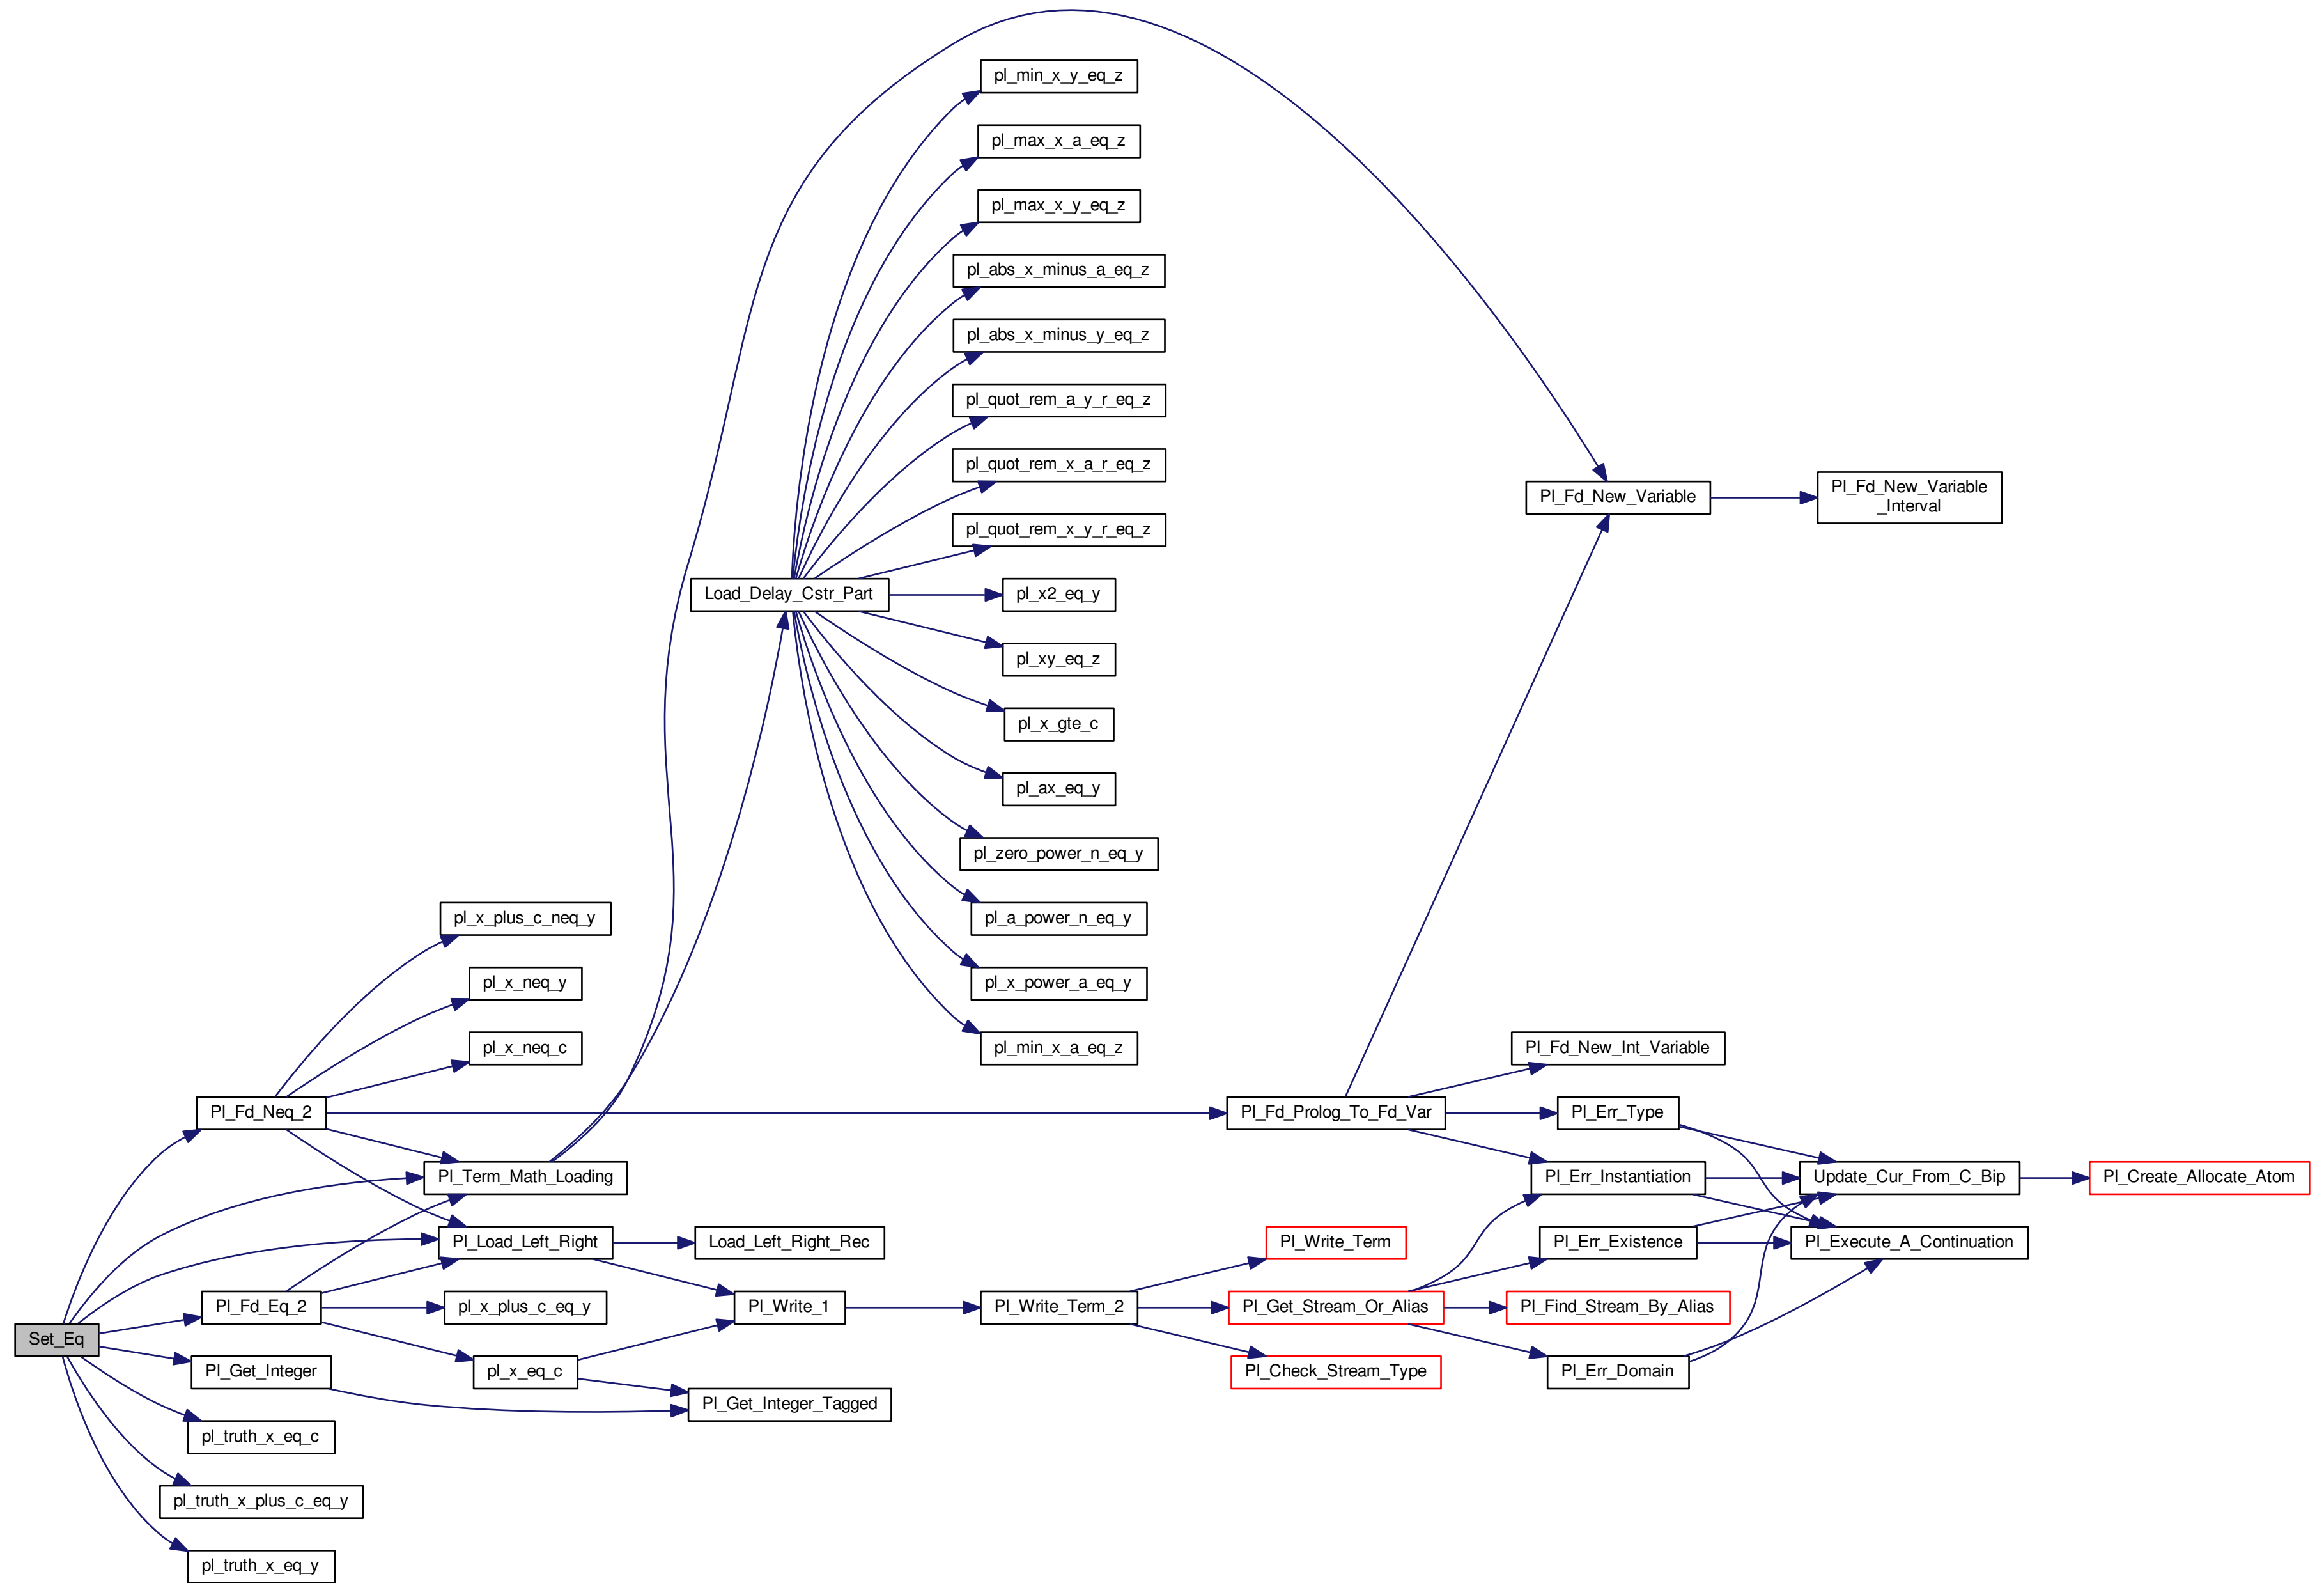 pl_min_x_y_eq_z
pl_max_x_a_eq_z
pl_max_x_y_eq_z
pl_abs_x_minus_a_eq_z
pl_abs_x_minus_y_eq_z
pl_quot_rem_a_y_r_eq_z
pl_quot_rem_x_a_r_eq_z
Pl_Fd_New_Variable
Pl_Fd_New_Variable
_Interval
pl_quot_rem_x_y_r_eq_z
Load_Delay_Cstr_Part
pl_x2_eq_y
pl_xy_eq_z
pl_x_gte_c
pl_ax_eq_y
pl_zero_power_n_eq_y
pl_x_plus_c_neq_y
pl_a_power_n_eq_y
pl_x_neq_y
pl_x_power_a_eq_y
pl_x_neq_c
pl_min_x_a_eq_z
Pl_Fd_New_Int_Variable
Pl_Fd_Neq_2
Pl_Fd_Prolog_To_Fd_Var
Pl_Err_Type
Pl_Term_Math_Loading
Pl_Err_Instantiation
Update_Cur_From_C_Bip
Pl_Create_Allocate_Atom
Pl_Load_Left_Right
Load_Left_Right_Rec
Pl_Write_Term
Pl_Err_Existence
Pl_Execute_A_Continuation
Pl_Fd_Eq_2
pl_x_plus_c_eq_y
Pl_Write_1
Pl_Write_Term_2
Pl_Get_Stream_Or_Alias
Pl_Find_Stream_By_Alias
Set_Eq
Pl_Get_Integer
pl_x_eq_c
Pl_Check_Stream_Type
Pl_Err_Domain
Pl_Get_Integer_Tagged
pl_truth_x_eq_c
pl_truth_x_plus_c_eq_y
pl_truth_x_eq_y